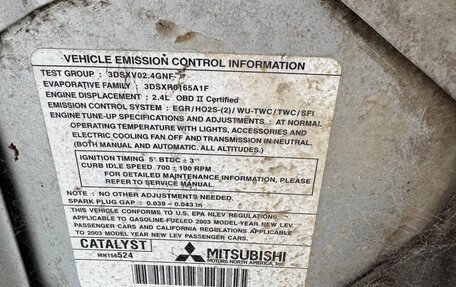 VEHICLE EMISSION CONTROL INFORMATION
TEST GROUP : 3DSXV02.4GNF
EVAPORATIVE FAMILY : 3DSXR0165A1F
ENGINE DISPLACEMENT : 2.4L OBD II Certified
EMISSION CONTROL SYSTEM : EGR/HO2S-(2)/WU-TWC/TWC/SFI
ENGINE TUNE-UP SPECIFICATIONS AND ADJUSTMENTS : AT NORMAL
OPERATING TEMPERATURE WITH LIGHTS, ACCESSORIES AND
ELECTRIC COOLING FAN OFF AND TRANSMISSION-IN-NEUTRAL
(BOTH MANUAL AND AUTOMATIC. ALL ALTITUDES.)
IGNITION TIMING 5° BTDC ± 3°
CURB IDLE SPEED 700 ± 100 RPM
FOR DETAILED MAINTENANCE INFORMATION, PLEASE
REFER TO SERVICE MANUAL.
NOTE : NO OTHER ADJUSTMENTS NEEDED.
SPARK PLUG GAP : 0.039 – 0.043 in
THIS VEHICLE CONFORMS TO U.S. EPA NLEV REGULATIONS
APPLICABLE TO GASOLINE-FUELED 2003 MODEL-YEAR NEW LEV
PASSENGER CARS AND CALIFORNIA REGULATIONS APPLICABLE
TO 2003 MODEL-YEAR NEW LEV PASSENGER CARS.
CATALYST
MN156524
MITSUBISHI
MOTORS NORTH AMERICA, INC.